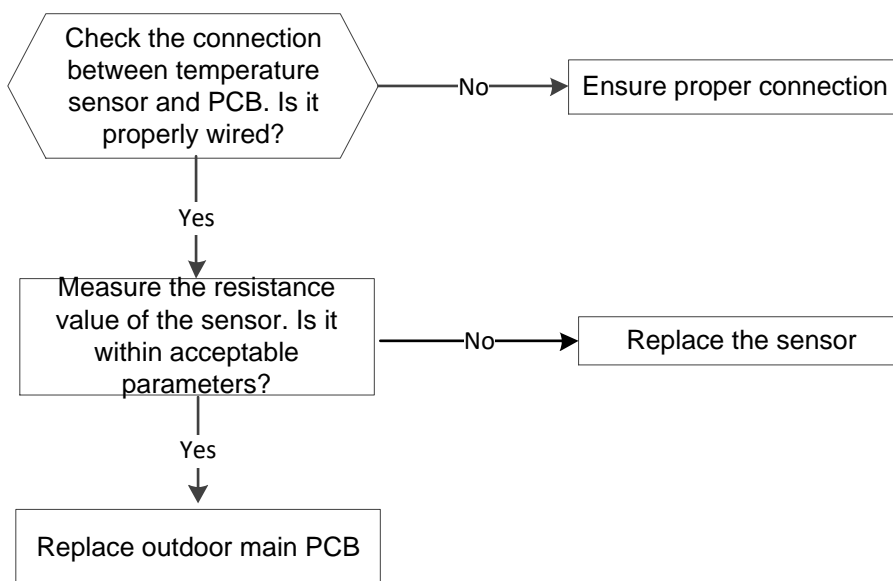 Check the connection
between temperature
sensor and PCB. Is it
properly wired?
No
Ensure proper connection
Yes
Measure the resistance
value of the sensor. Is it
within acceptable
parameters?
No
Replace the sensor
Yes
Replace outdoor main PCB